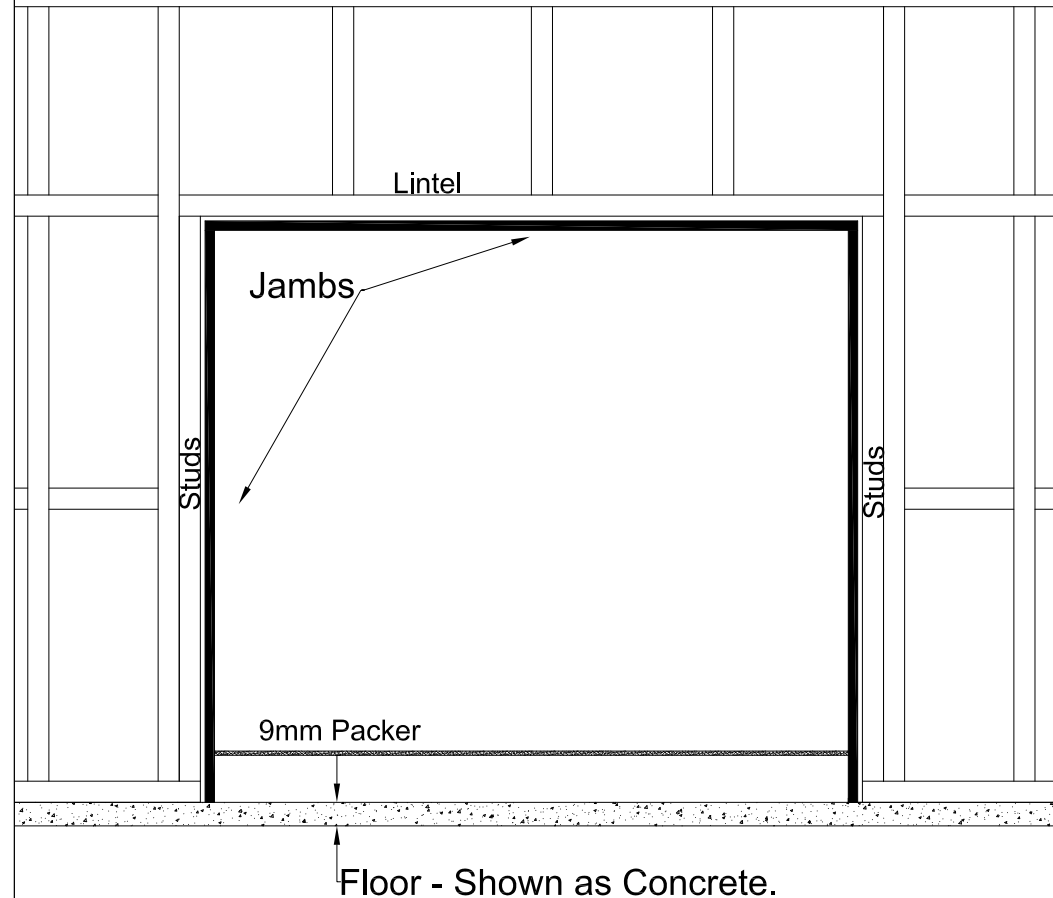 Lintel
Jambs
Studs
Studs
9mm Packer
Floor - Shown as Concrete.